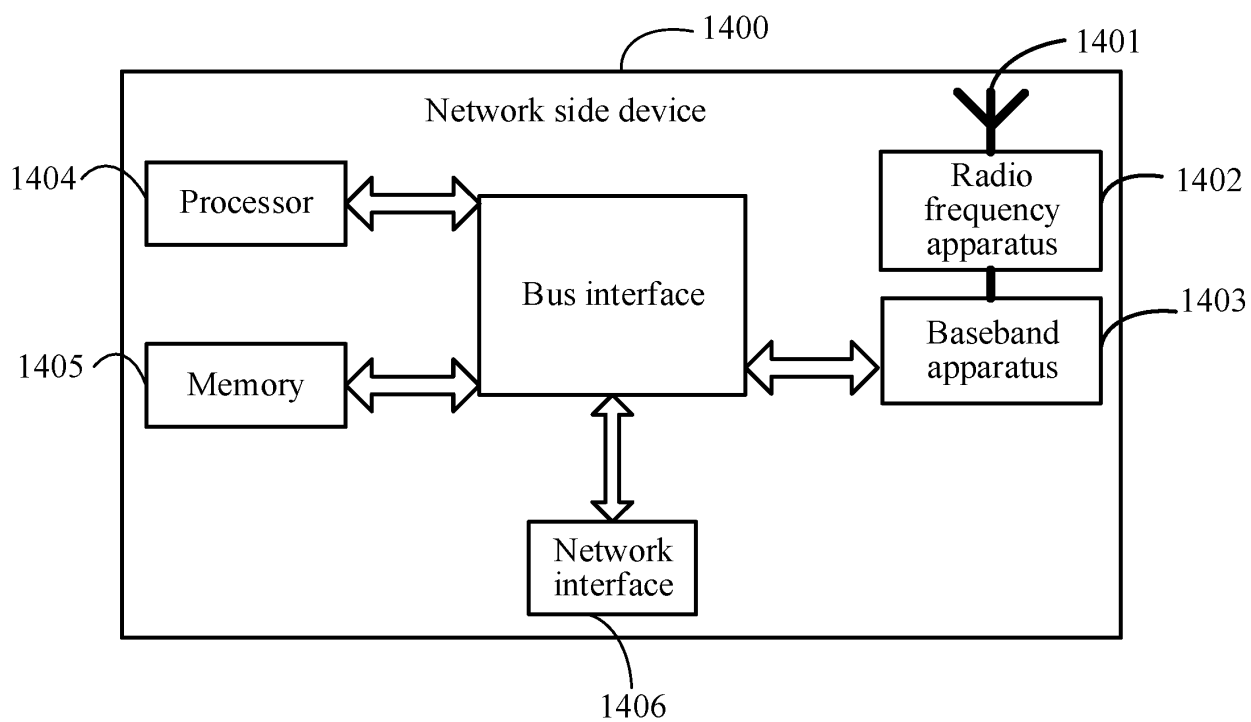 1400
1401
Network side device
1404
Processor
Radio
frequency
apparatus
1402
Bus interface
1403
Baseband
apparatus
1405
Memory
Network
interface
1406